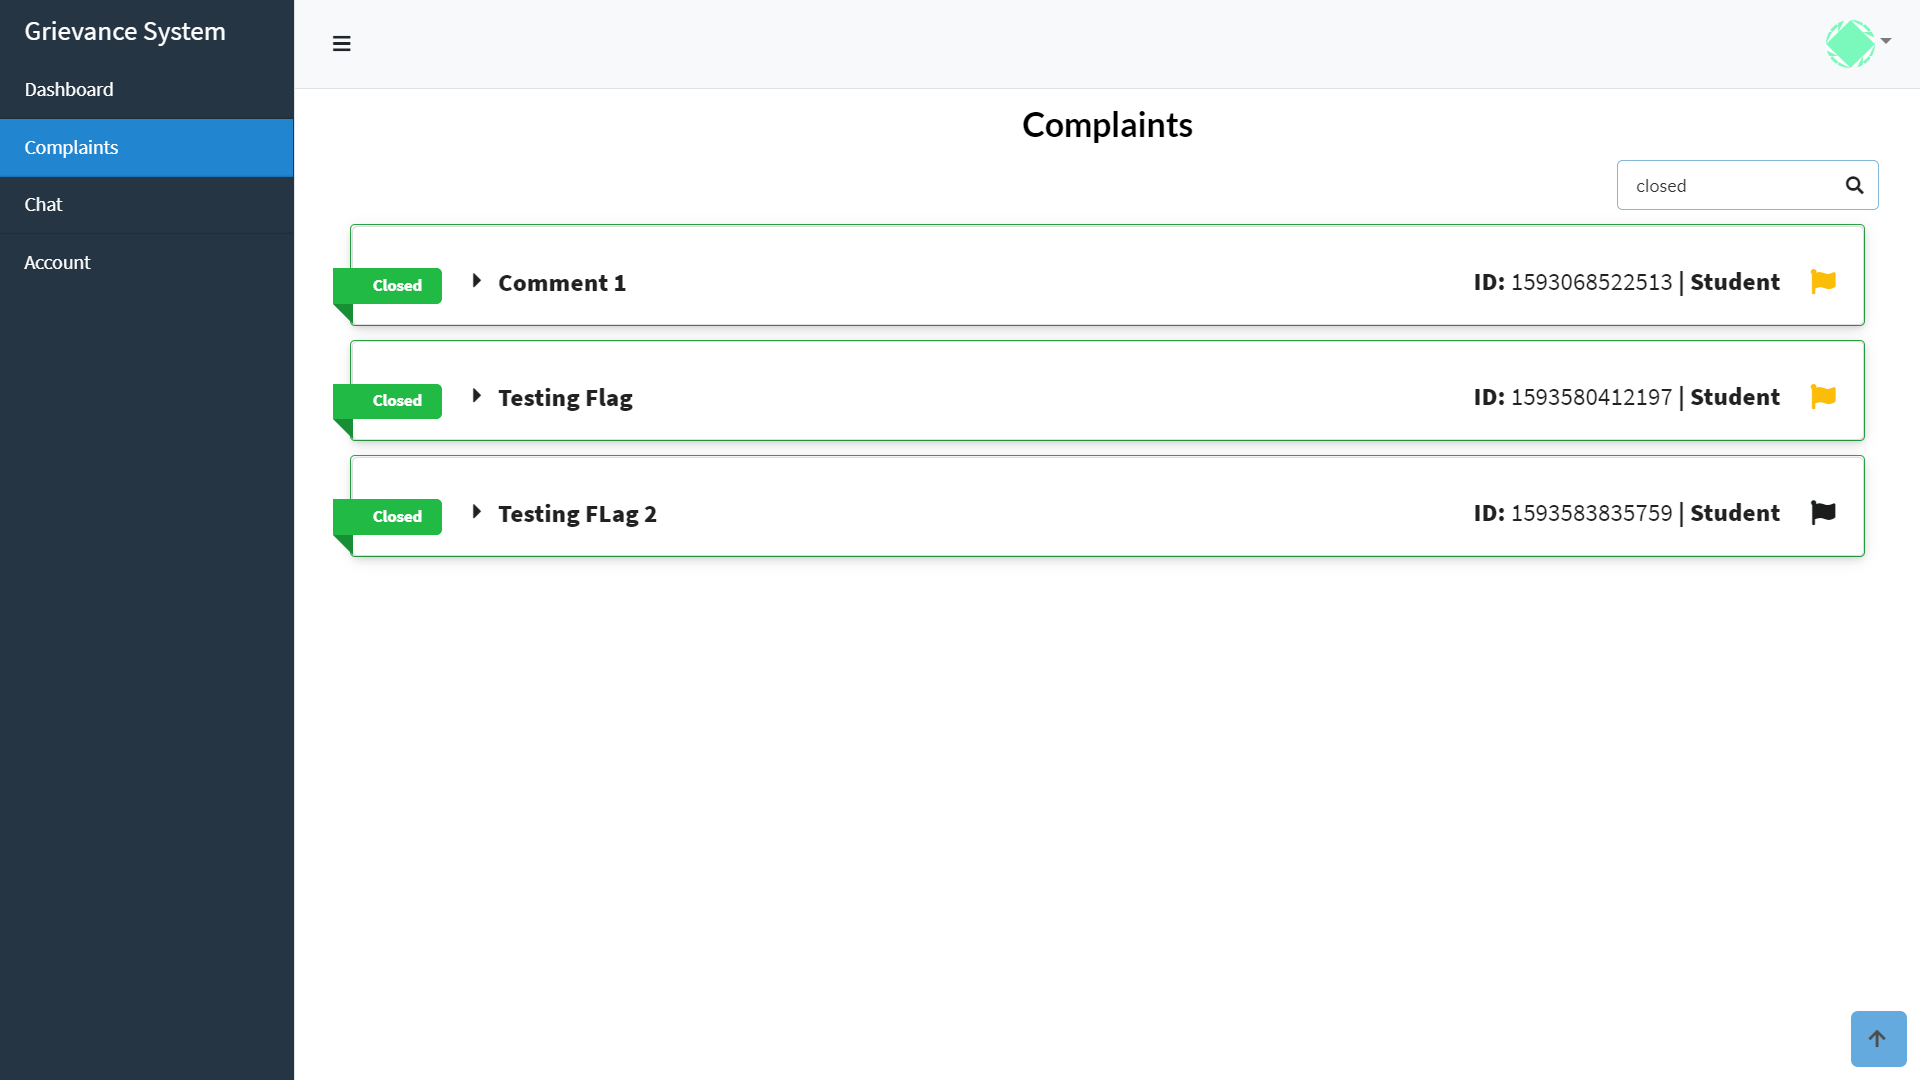 Grievance System
Dashboard
Complaints
Chat
Account
Complaints
closed
Closed
Comment 1
ID: 1593068522513 | Student
Closed
Testing Flag
ID: 1593580412197 | Student
Closed
Testing FLag 2
ID: 1593583835759 | Student